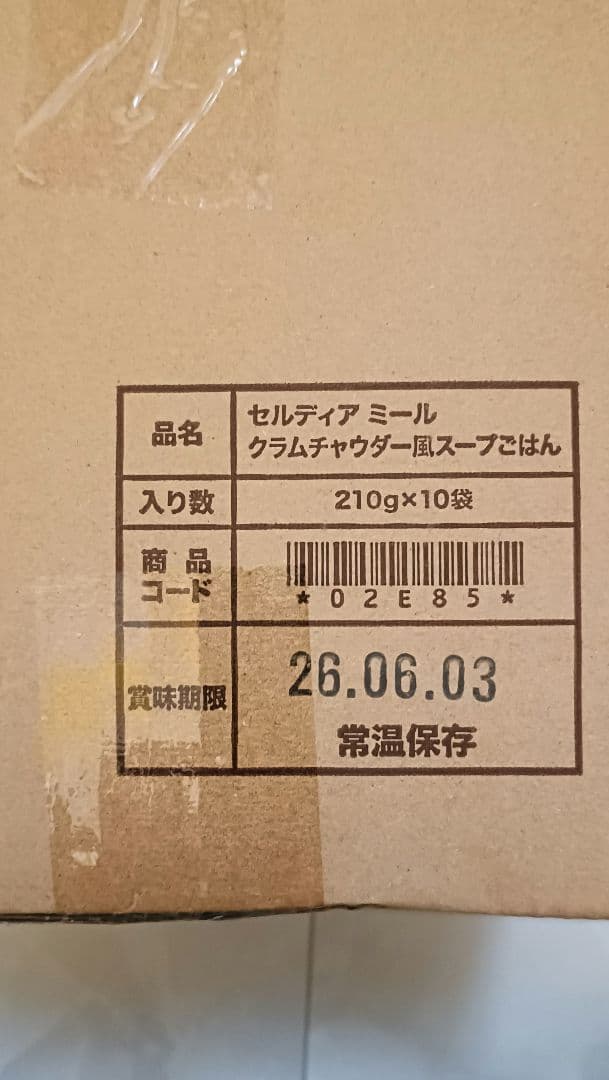 品名
セルディア ミール
クラムチャウダー風スープごはん
入り数
210g×10袋
商品
コード
*02E85*
賞味期限
26.06.03
常温保存